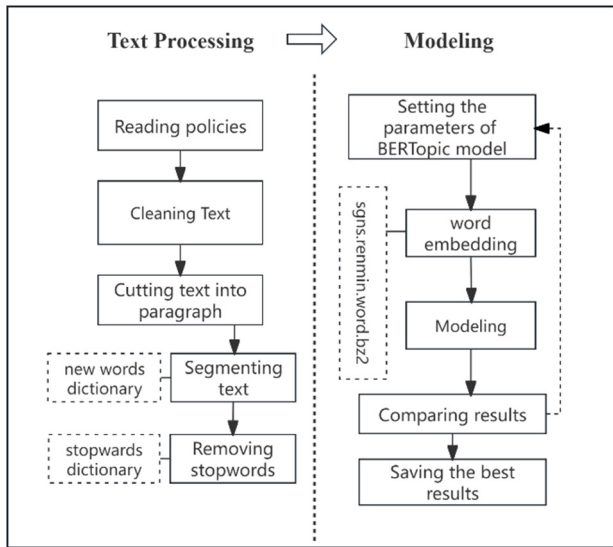 Text Processing
Modeling
Reading policies
Cleaning Text
Cutting text into
paragraph
new words
dictionary
Segmenting
text
stopwards
dictionary
Removing
stopwords
Setting the
parameters of
BERTopic model
sgns.renmin.word.bz2
word
embedding
Modeling
Comparing results
Saving the best
results